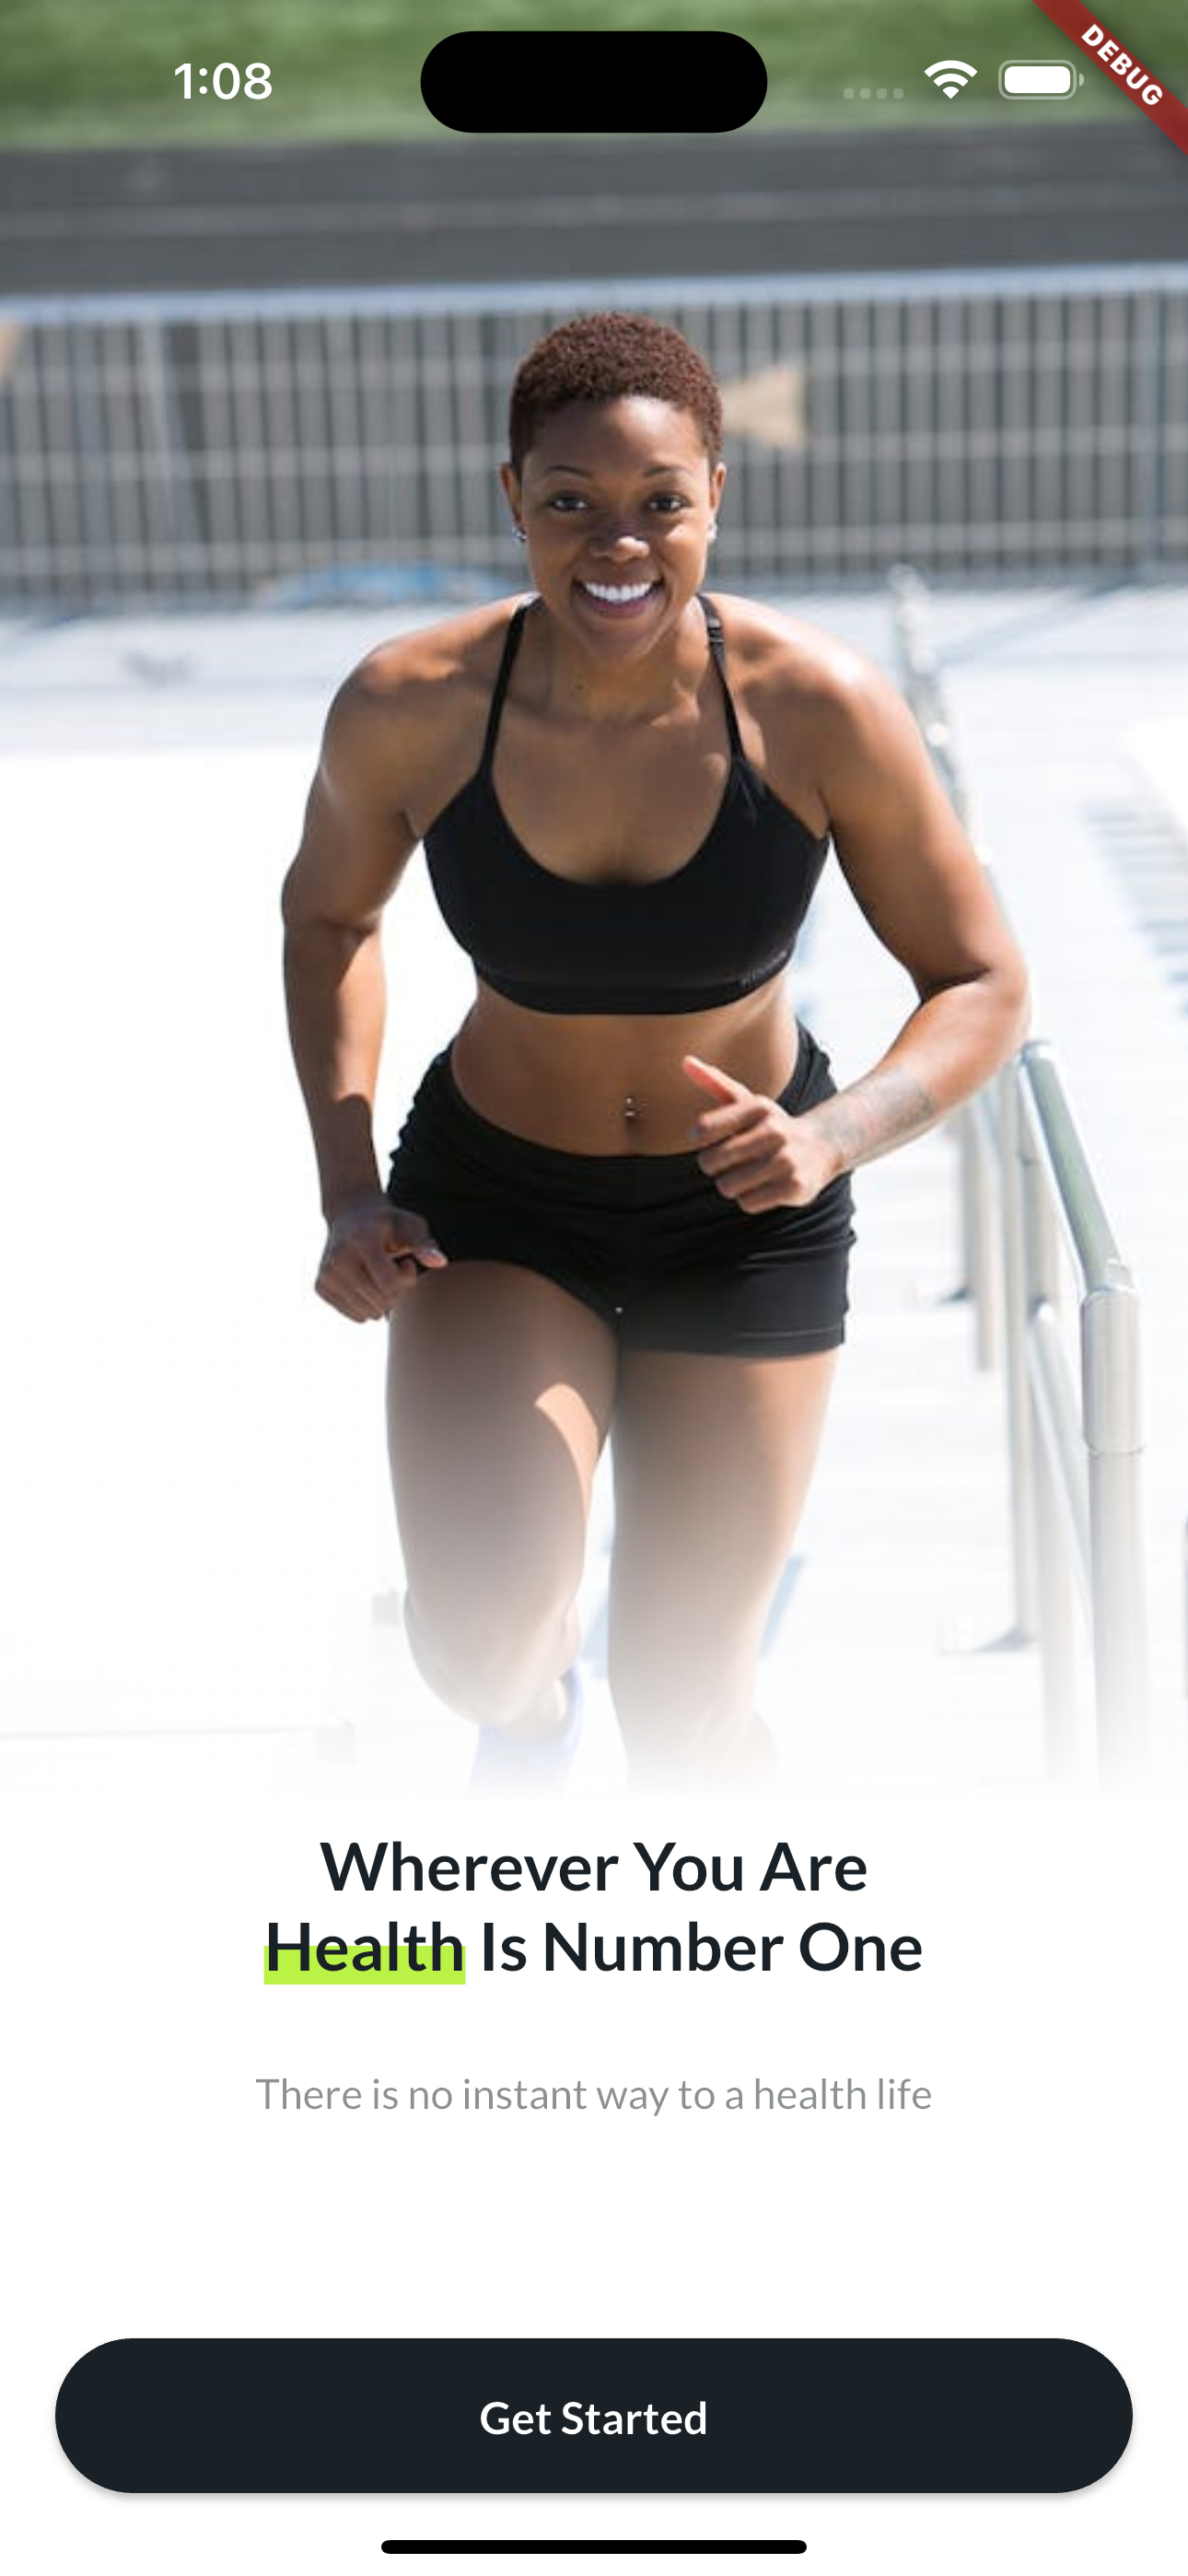 1:08
DEBUG
Wherever You Are
Health Is Number One
There is no instant way to a health life
Get Started